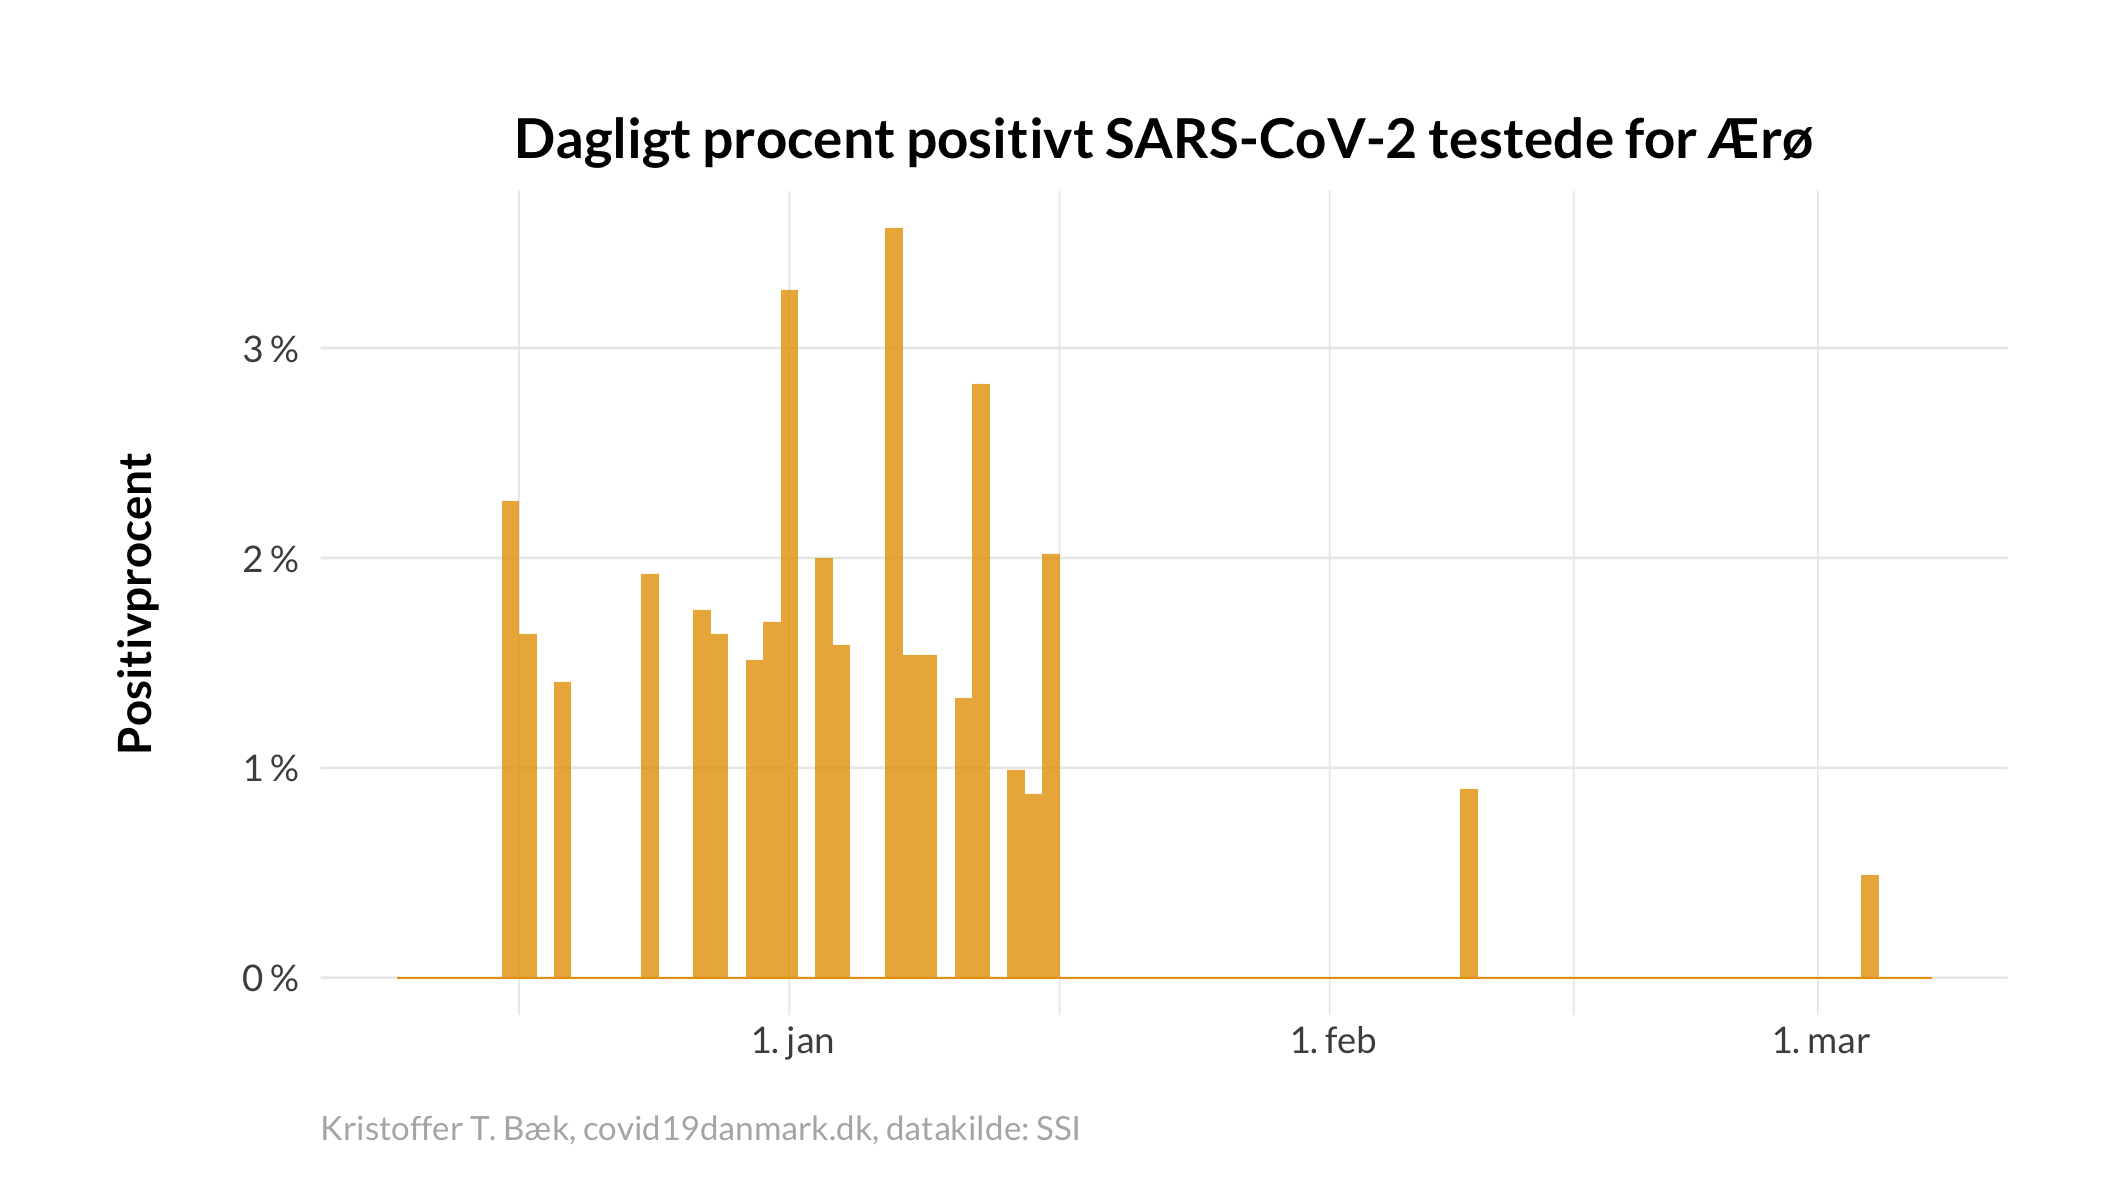 Dagligt procent positivt SARS-CoV-2 testede for Ærø
Positivprocent
3 %
2 %
1 %
0 %
1. jan
1. feb
1. mar
Kristoffer T. Bæk, covid19danmark.dk, datakilde: SSI